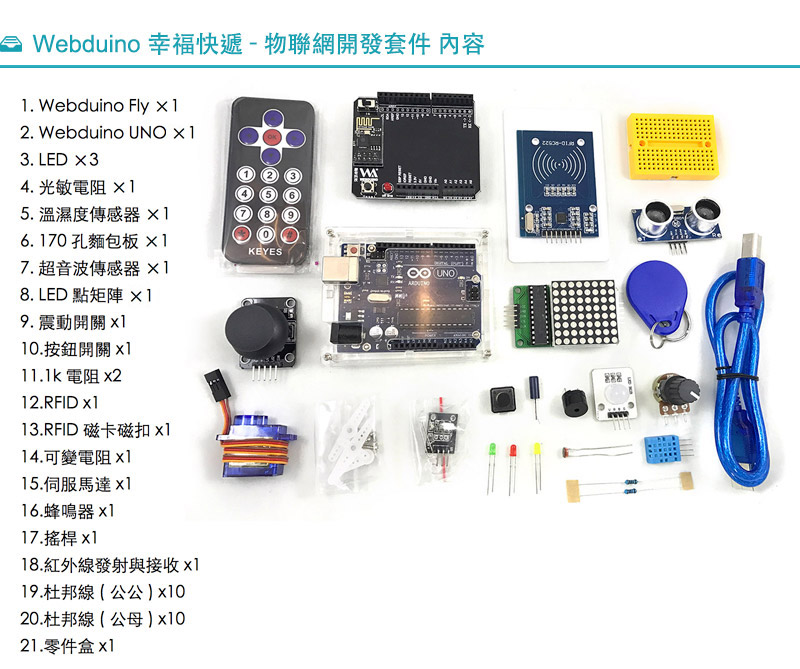 Webduino 幸福快遞 - 物聯網開發套件 內容
1. Webduino Fly ×1
2. Webduino UNO ×1
3. LED ×3
4. 光敏電阻 ×1
5. 溫濕度傳感器 ×1
6. 170 孔麵包板 ×1
7. 超音波傳感器 ×1
8. LED 點矩陣 ×1
9. 震動開關 x1
10.按鈕開關 x1
11.1k 電阻 x2
12.RFID x1
13.RFID 磁卡磁扣 x1
14.可變電阻 x1
15.伺服馬達 x1
16.蜂鳴器 x1
17.搖桿 x1
18.紅外線發射與接收 x1
19.杜邦線 ( 公公 ) x10
20.杜邦線 ( 公母 ) x10
21.零件盒 x1
OK
1 2 3
4 5 6
7 8 9
* 0 #
KEYES
RFID-RC522
UNO
ARDUINO